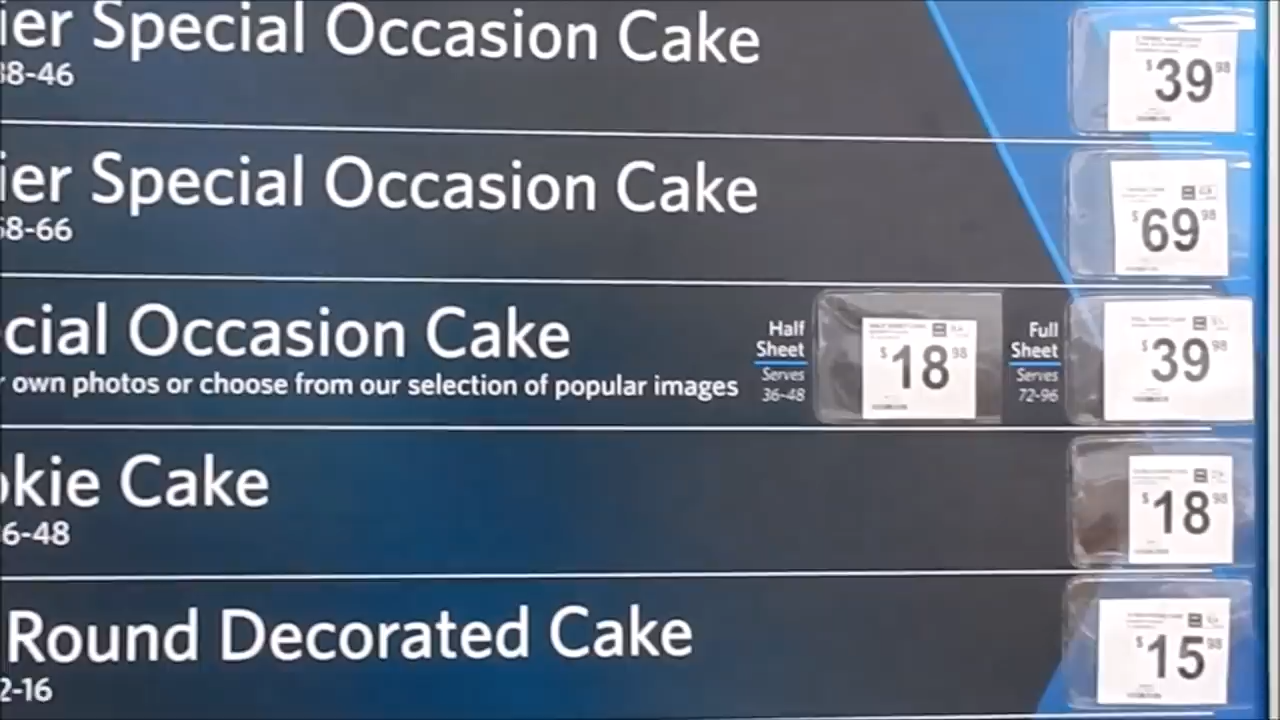 ier Special Occasion Cake
38-46
$39.98
ier Special Occasion Cake
58-66
$69.98
cial Occasion Cake
r own photos or choose from our selection of popular images
Half
Sheet
Serves
36-48
$18.98
Full
Sheet
Serves
72-96
$39.98
okie Cake
36-48
$18.98
Round Decorated Cake
2-16
$15.98